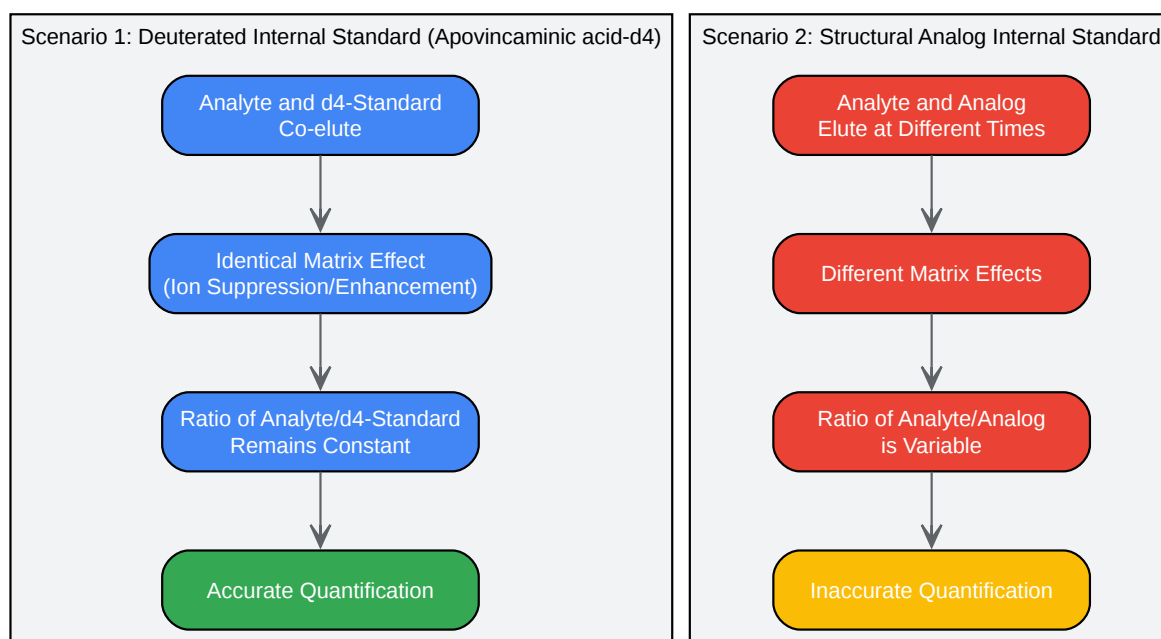 Scenario 1: Deuterated Internal Standard (Apovincaminic acid-d4)
Analyte and d4-Standard
Co-elute
Identical Matrix Effect
(Ion Suppression/Enhancement)
Ratio of Analyte/d4-Standard
Remains Constant
Accurate Quantification
Scenario 2: Structural Analog Internal Standard
Analyte and Analog
Elute at Different Times
Different Matrix Effects
Ratio of Analyte/Analog
is Variable
Inaccurate Quantification